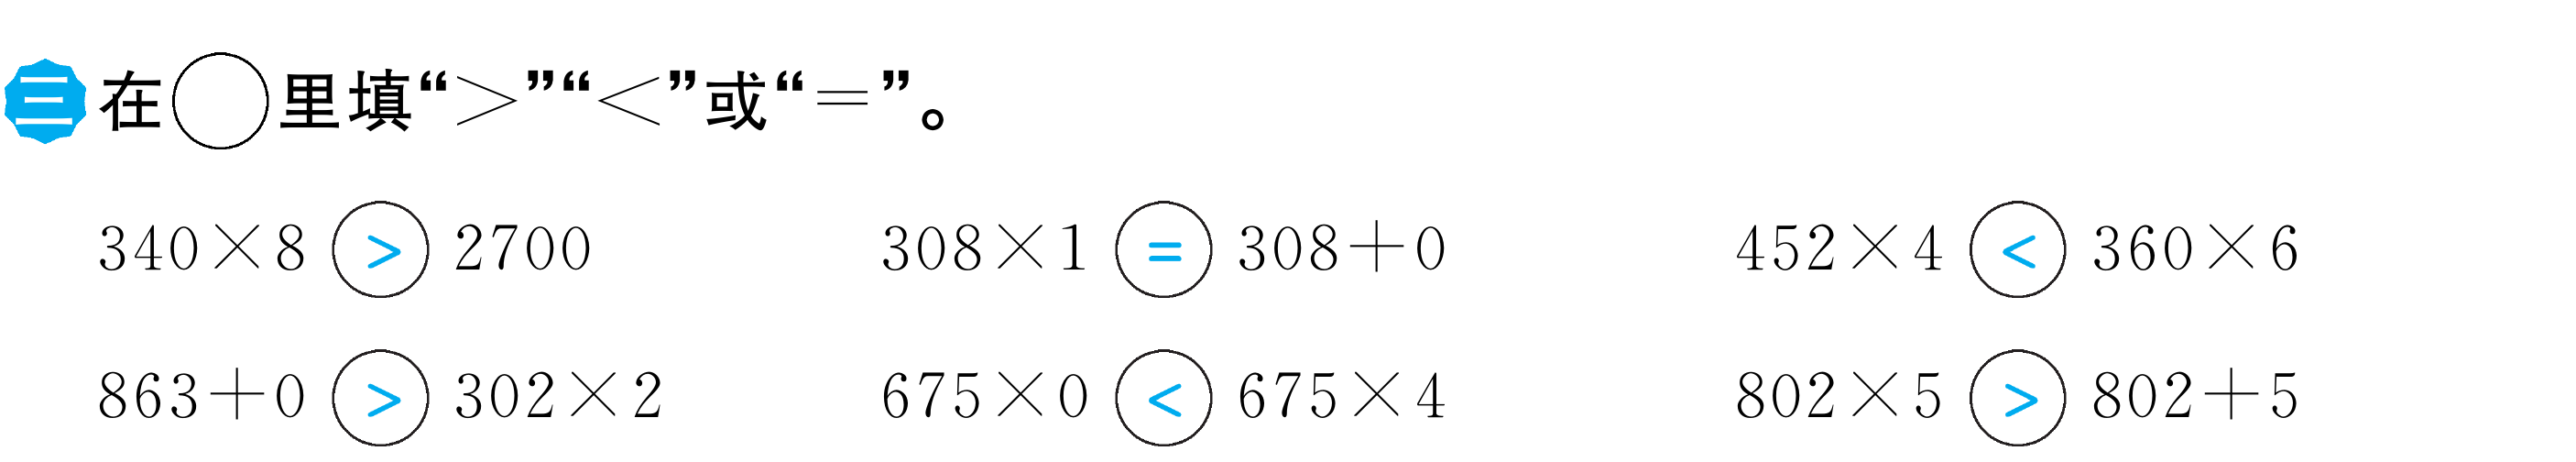 三 在○里填“>”“<”或“=”。
340×8 > 2700 308×1 = 308+0 452×4 < 360×6
863+0 > 302×2 675×0 < 675×4 802×5 > 802+5